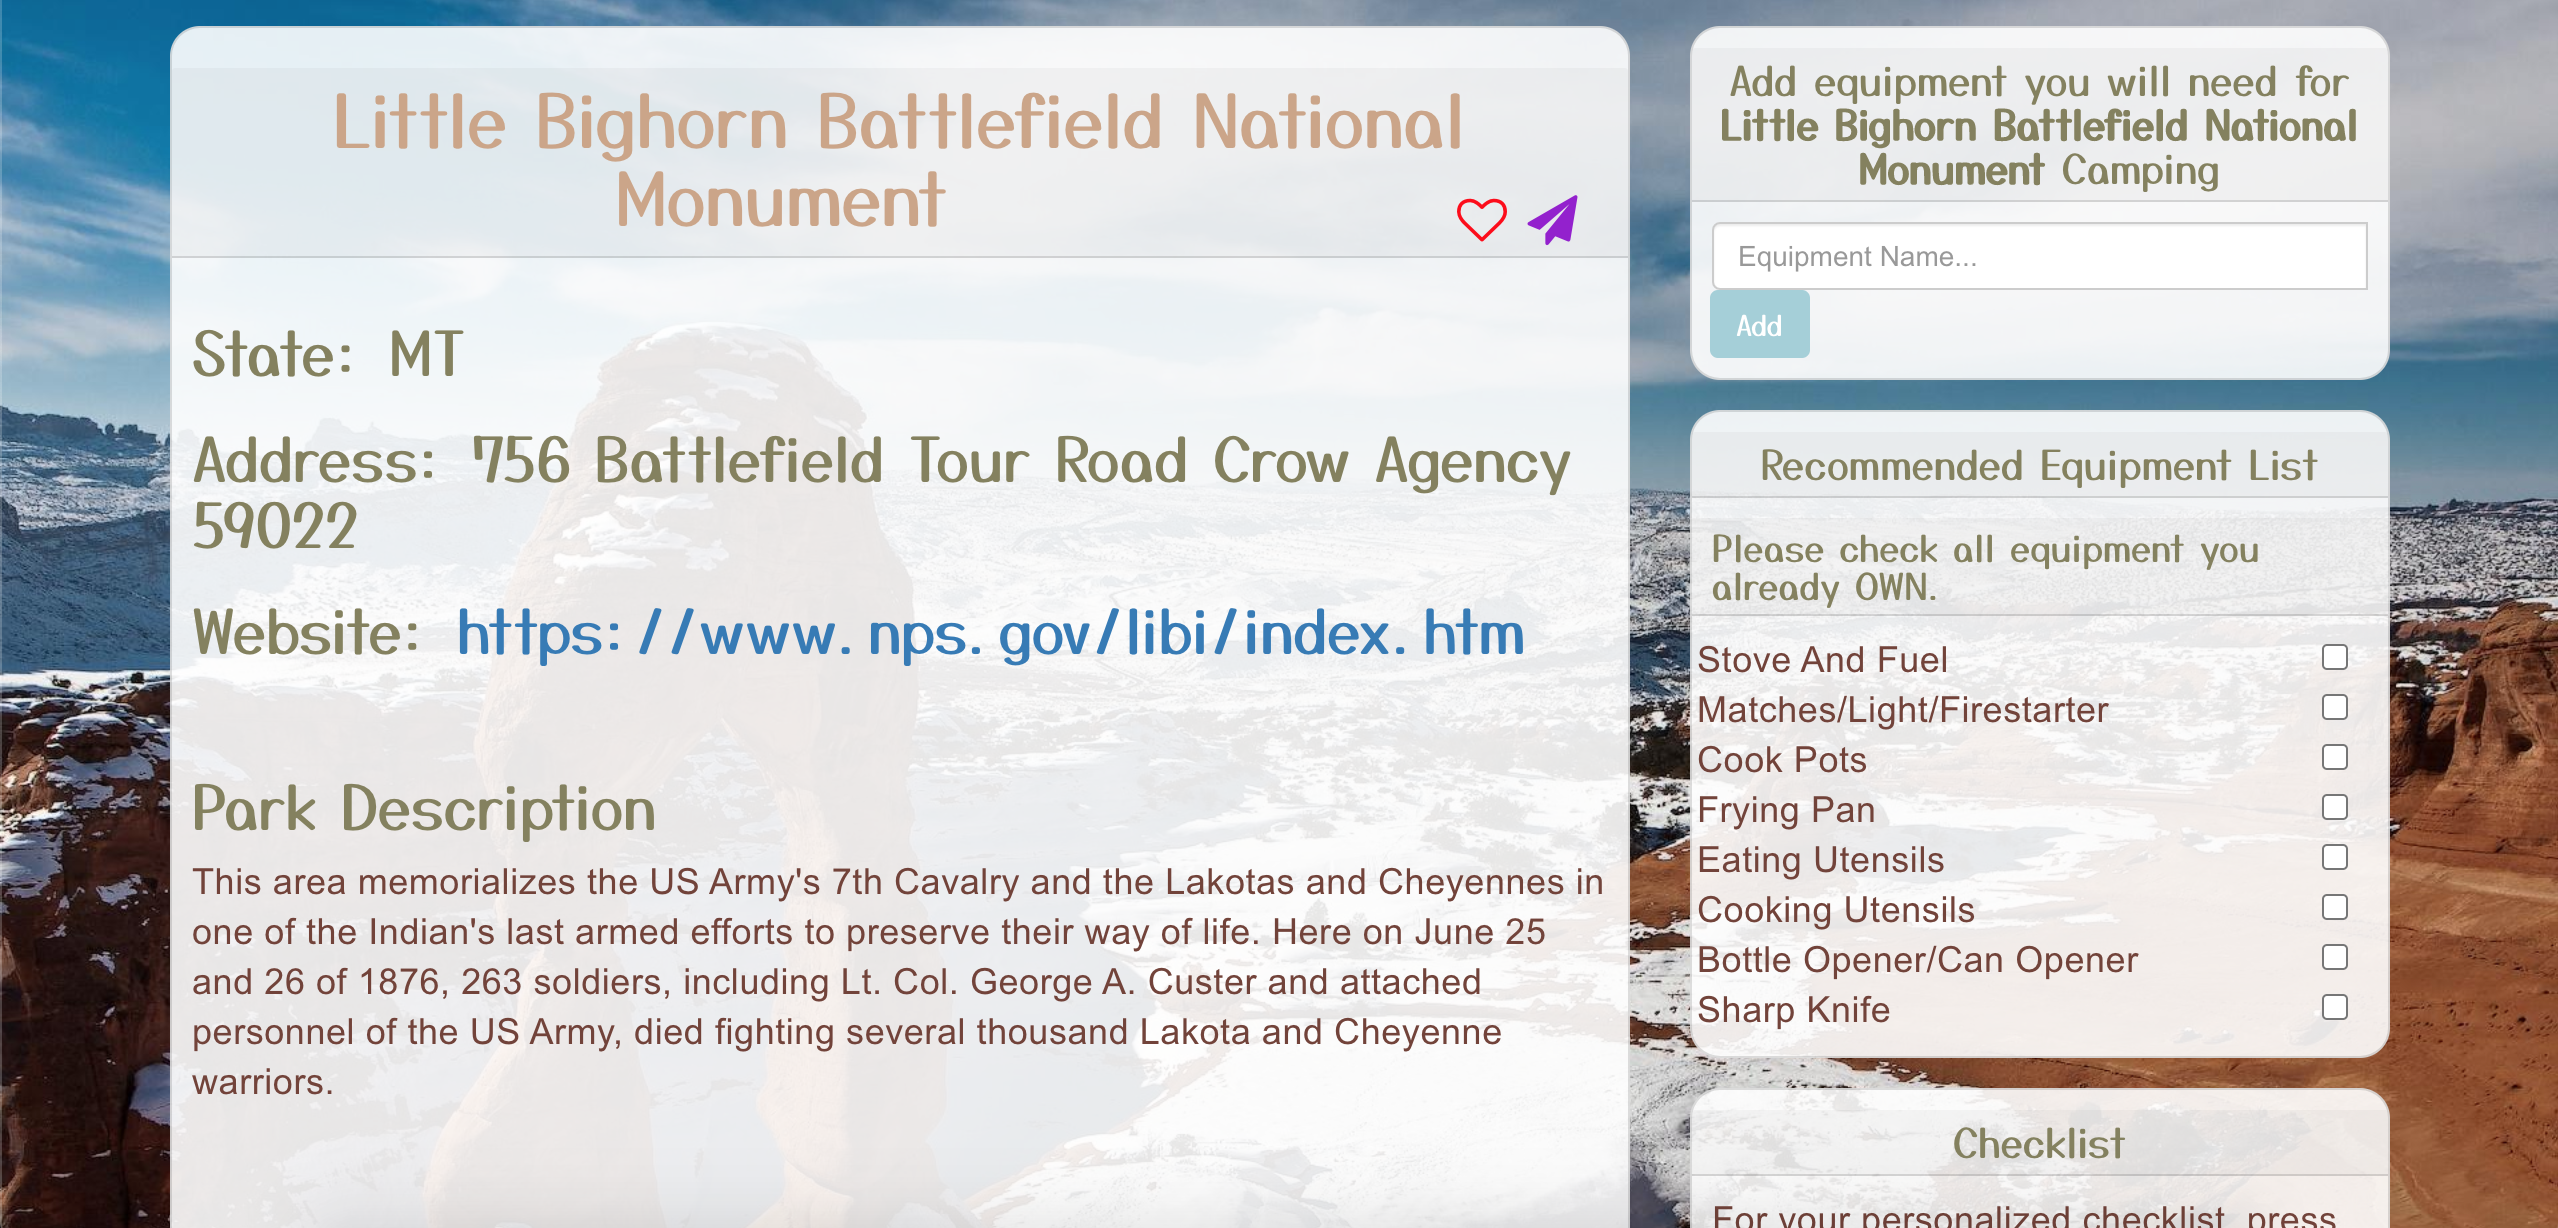 Little Bighorn Battlefield National
Monument
State: MT
Address: 756 Battlefield Tour Road Crow Agency
59022
Website: https://www.nps.gov/libi/index.htm
Park Description
This area memorializes the US Army's 7th Cavalry and the Lakotas and Cheyennes in
one of the Indian's last armed efforts to preserve their way of life. Here on June 25
and 26 of 1876, 263 soldiers, including Lt. Col. George A. Custer and attached
personnel of the US Army, died fighting several thousand Lakota and Cheyenne
warriors.
Add equipment you will need for
Little Bighorn Battlefield National
Monument Camping
Equipment Name...
Add
Recommended Equipment List
Please check all equipment you
already OWN.
Stove And Fuel
Matches/Light/Firestarter
Cook Pots
Frying Pan
Eating Utensils
Cooking Utensils
Bottle Opener/Can Opener
Sharp Knife
Checklist
For your personalized checklist, press